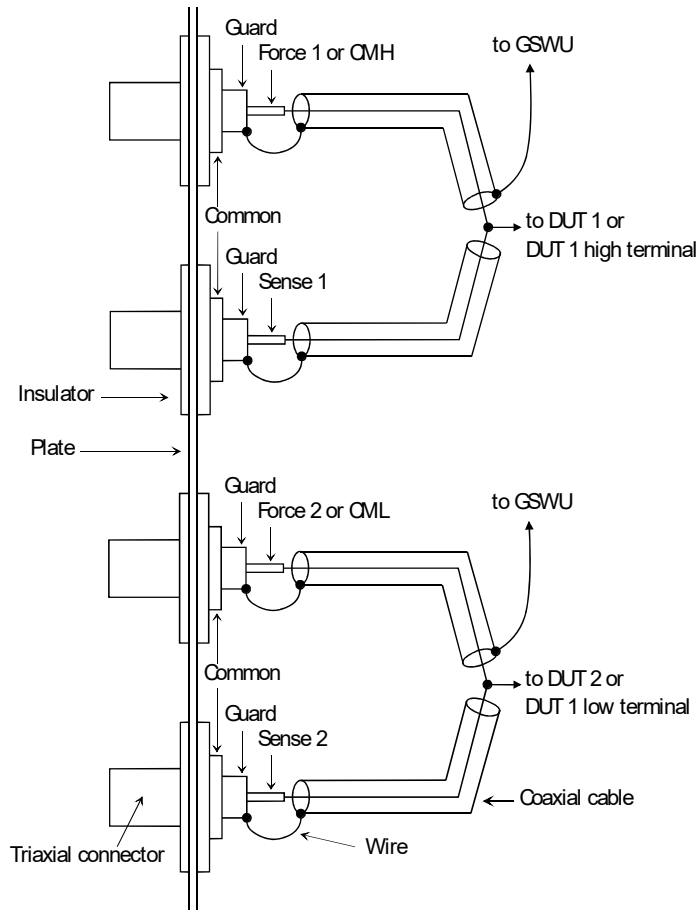 Guard
Force 1 or CMH
to GSWU
Common
to DUT 1 or
DUT 1 high terminal
Guard
Sense 1
Insulator
Plate
Guard
Force 2 or CML
to GSWU
Common
to DUT 2 or
DUT 1 low terminal
Guard
Sense 2
Coaxial cable
Triaxial connector
Wire